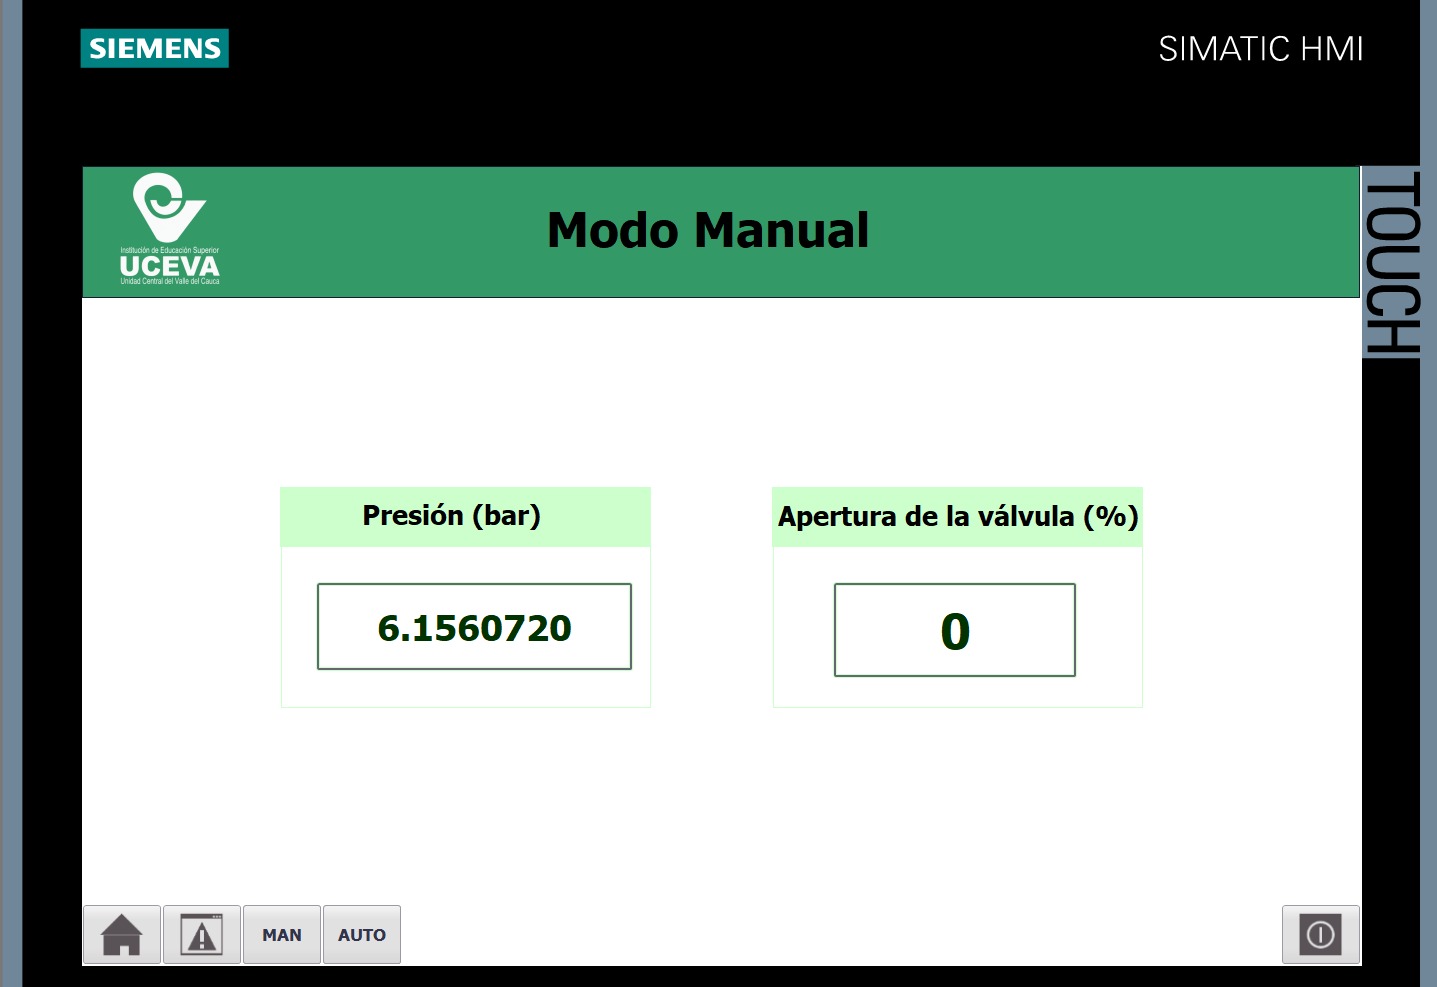 SIEMENS
SIMATIC HMI
TOUCH
Institución de Educación Superior
UCEVA
Unidad Central del Valle del Cauca
Modo Manual
Presión (bar)
6.1560720
Apertura de la válvula (%)
0
MAN
AUTO